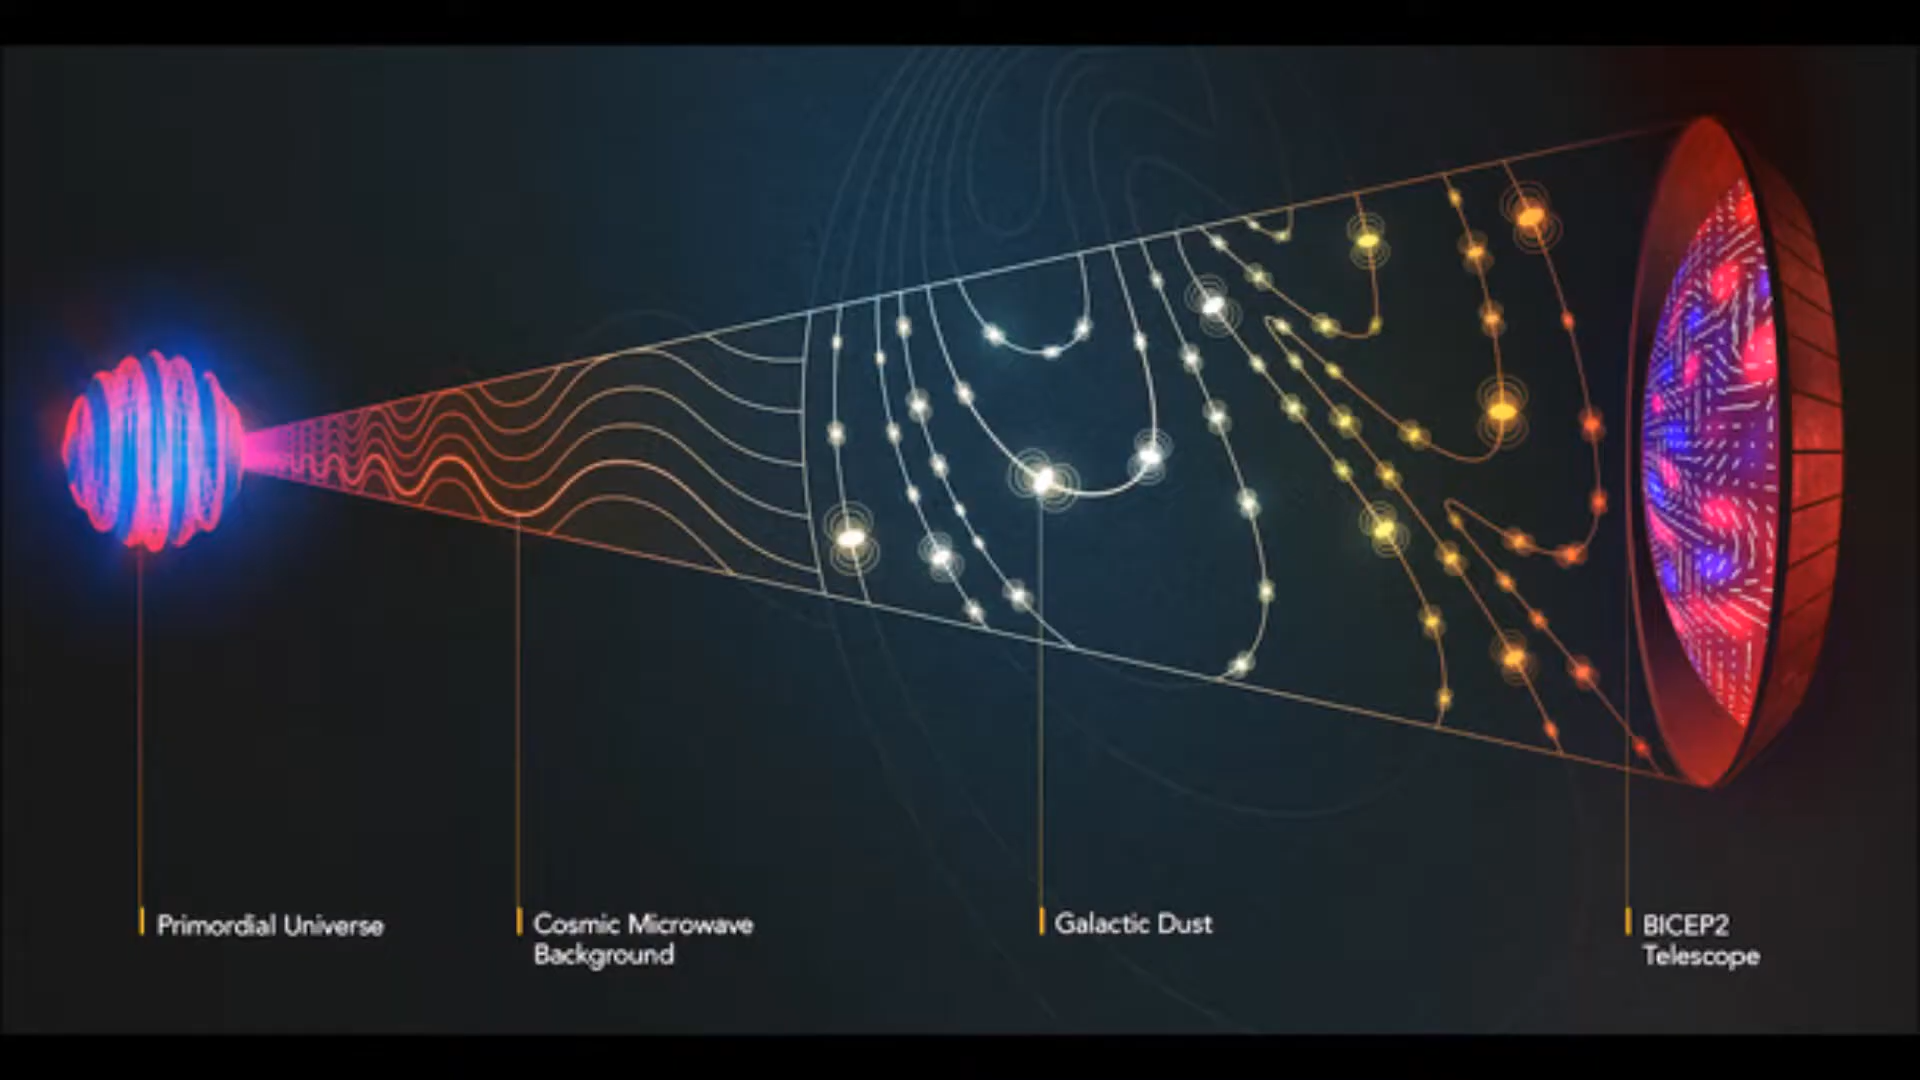 Primordial Universe
Cosmic Microwave
Background
Galactic Dust
BICEP2
Telescope